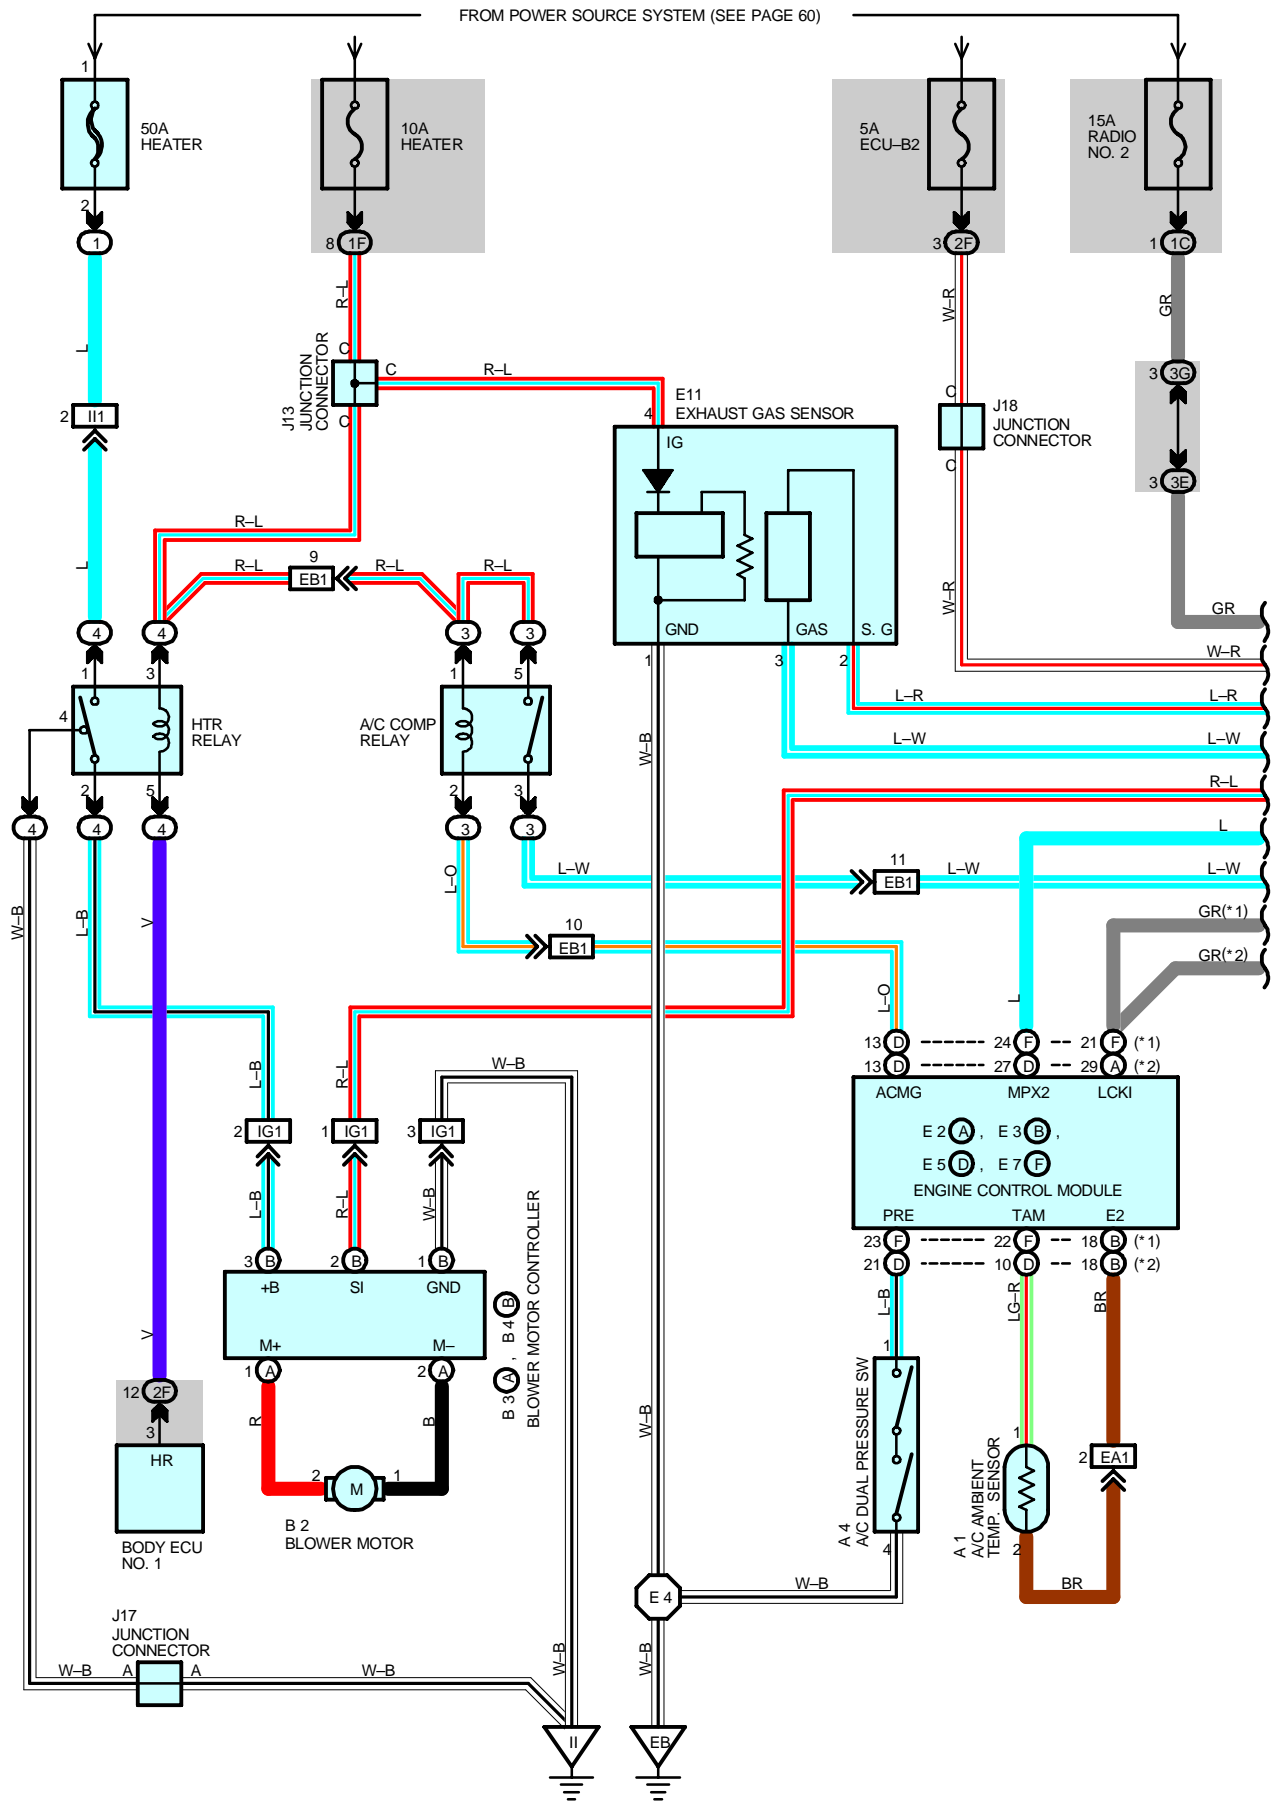 FROM POWER SOURCE SYSTEM (SEE PAGE 60)
1
50A
HEATER
10A
HEATER
5A
ECU–B2
15A
RADIO
NO. 2
2
1
8 1F
3 2F
1 1C
L
R–L
W–R
GR
J13
JUNCTION
CONNECTOR
C
C
C
R–L
E11
EXHAUST GAS SENSOR
4
IG
C
J18
JUNCTION
CONNECTOR
C
3 3G
3 3E
2 II1
L
R–L
R–L
9
EB1
R–L
R–L
W–R
GR
W–R
4
4
3
3
GND
GAS
S. G
1
3
2
1
3
1
5
4
HTR
RELAY
A/C COMP
RELAY
L–R
L–R
W–B
L–W
L–W
2
5
2
3
R–L
4
4
4
3
3
L
W–B
L–B
V
L–O
L–W
11
EB1
L–W
L–W
10
EB1
GR(*1)
GR(*2)
L–O
L
13 D
24 F
21 F (*1)
13 D
27 D
29 A (*2)
ACMG
MPX2
LCKI
E 2 A , E 3 B ,
E 5 D , E 7 F
ENGINE CONTROL MODULE
PRE
TAM
E2
23 F
22 F
18 B (*1)
21 D
10 D
18 B (*2)
L–B
R–L
W–B
2 IG1
1 IG1
3 IG1
L–B
R–L
W–B
3 B
2 B
1 B
+B
SI
GND
M+
M–
1 A
2 A
B 3 A , B 4 B
BLOWER MOTOR CONTROLLER
R
B
2
M
1
B 2
BLOWER MOTOR
V
12 2F
3
HR
BODY ECU
NO. 1
L–B
LG–R
BR
1
A 4
A/C DUAL PRESSURE SW
4
1
A 1
A/C AMBIENT
TEMP. SENSOR
2
2 EA1
BR
W–B
W–B
E 4
J17
JUNCTION
CONNECTOR
W–B
A
A
W–B
W–B
W–B
II
EB